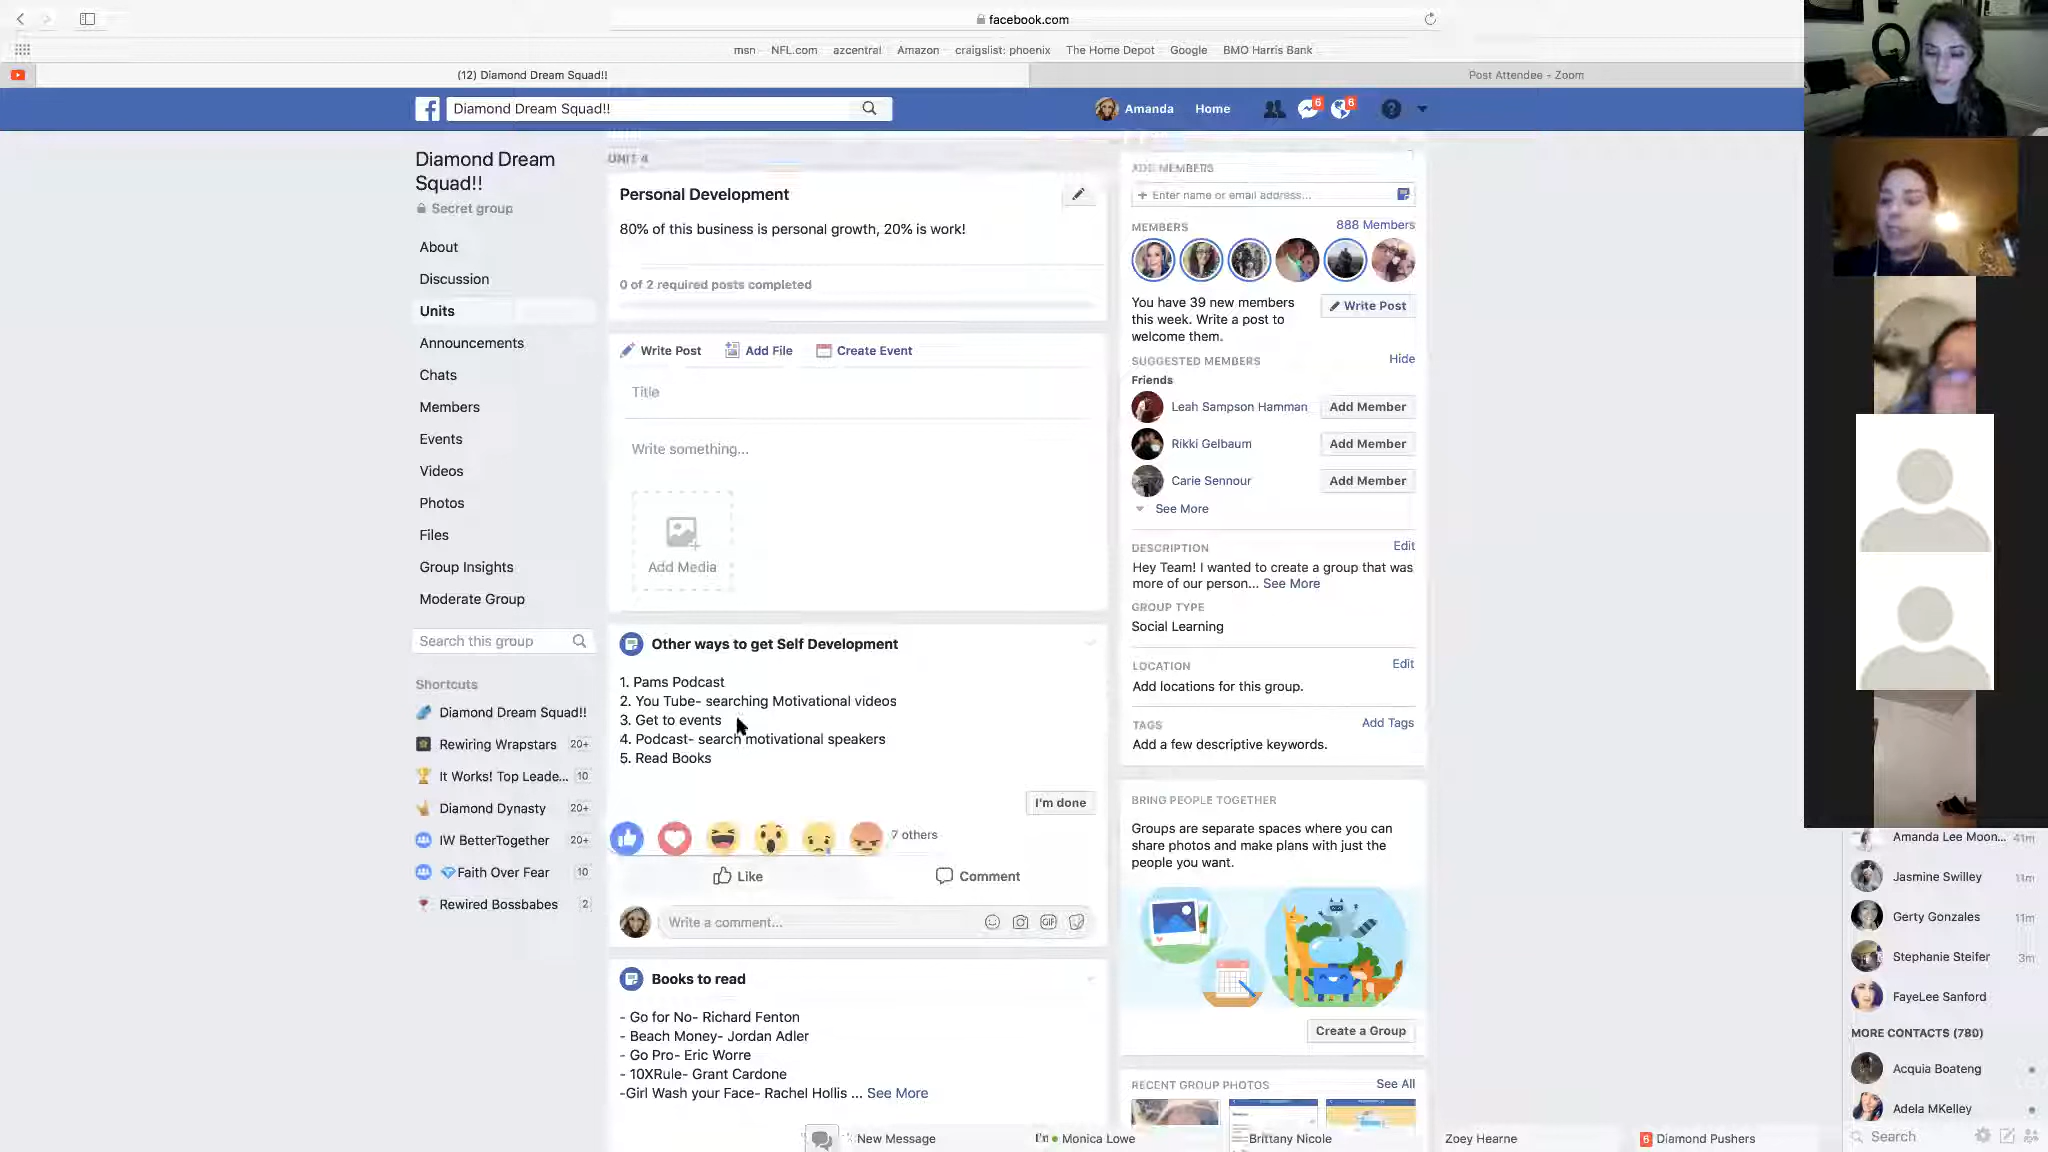 facebook.com
msn NFL.com azcentral Amazon craigslist: phoenix The Home Depot Google BMO Harris Bank
(12) Diamond Dream Squad!!
Post Attendee - Zoom
Diamond Dream Squad!!
Amanda Home 6 6
Diamond Dream
Squad!!
Secret group
About
Discussion
Units
Announcements
Chats
Members
Events
Videos
Photos
Files
Group Insights
Moderate Group
Search this group
Shortcuts
Diamond Dream Squad!!
Rewiring Wrapstars 20+
It Works! Top Leade... 10
Diamond Dynasty 20+
IW BetterTogether 20+
Faith Over Fear 10
Rewired Bossbabes 2
UNIT 4
Personal Development
80% of this business is personal growth, 20% is work!
0 of 2 required posts completed
Write Post Add File Create Event
Title
Write something...
Add Media
Other ways to get Self Development
1. Pams Podcast
2. You Tube- searching Motivational videos
3. Get to events
4. Podcast- search motivational speakers
5. Read Books
I'm done
7 others
Like Comment
Write a comment...
GIF
Books to read
- Go for No- Richard Fenton
- Beach Money- Jordan Adler
- Go Pro- Eric Worre
- 10XRule- Grant Cardone
-Girl Wash your Face- Rachel Hollis ... See More
ADD MEMBERS
+ Enter name or email address...
MEMBERS 888 Members
You have 39 new members
this week. Write a post to
welcome them.
Write Post
SUGGESTED MEMBERS Hide
Friends
Leah Sampson Hamman Add Member
Rikki Gelbaum Add Member
Carie Sennour Add Member
See More
DESCRIPTION Edit
Hey Team! I wanted to create a group that was
more of our person... See More
GROUP TYPE
Social Learning
LOCATION Edit
Add locations for this group.
TAGS Add Tags
Add a few descriptive keywords.
BRING PEOPLE TOGETHER
Groups are separate spaces where you can
share photos and make plans with just the
people you want.
Create a Group
RECENT GROUP PHOTOS See All
Amanda Lee Moon... 41m
Jasmine Swilley 11m
Gerty Gonzales 11m
Stephanie Steifer 3m
FayeLee Sanford
MORE CONTACTS (780)
Acquia Boateng
Adela MKelley
Search
New Message
Monica Lowe
Brittany Nicole
Zoey Hearne
6 Diamond Pushers